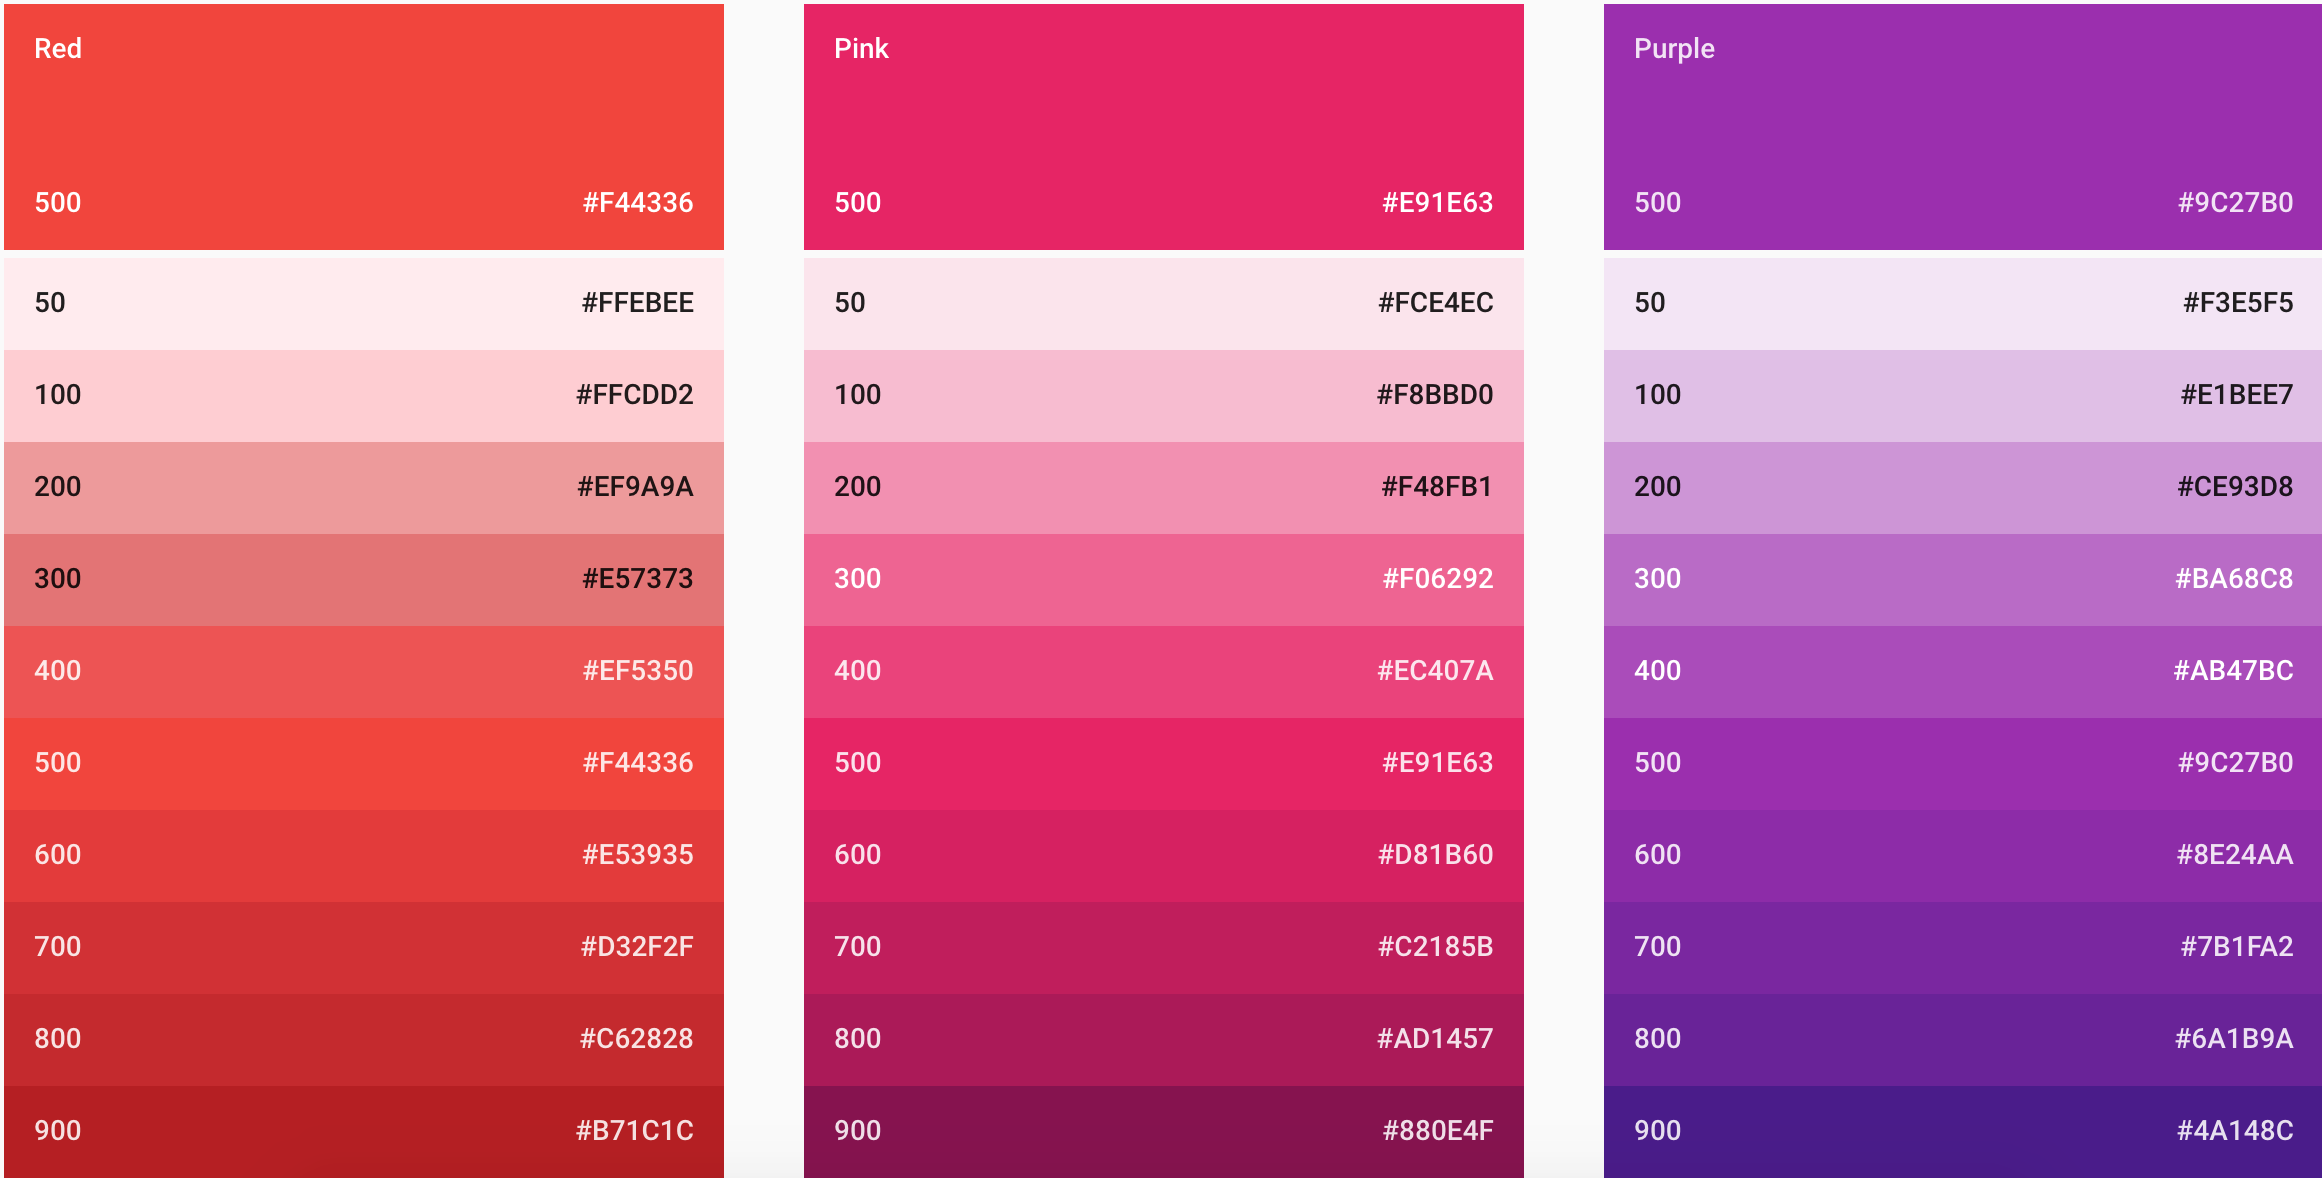 Red
500 #F44336
50 #FFEBEE
100 #FFCDD2
200 #EF9A9A
300 #E57373
400 #EF5350
500 #F44336
600 #E53935
700 #D32F2F
800 #C62828
900 #B71C1C
Pink
500 #E91E63
50 #FCE4EC
100 #F8BBD0
200 #F48FB1
300 #F06292
400 #EC407A
500 #E91E63
600 #D81B60
700 #C2185B
800 #AD1457
900 #880E4F
Purple
500 #9C27B0
50 #F3E5F5
100 #E1BEE7
200 #CE93D8
300 #BA68C8
400 #AB47BC
500 #9C27B0
600 #8E24AA
700 #7B1FA2
800 #6A1B9A
900 #4A148C